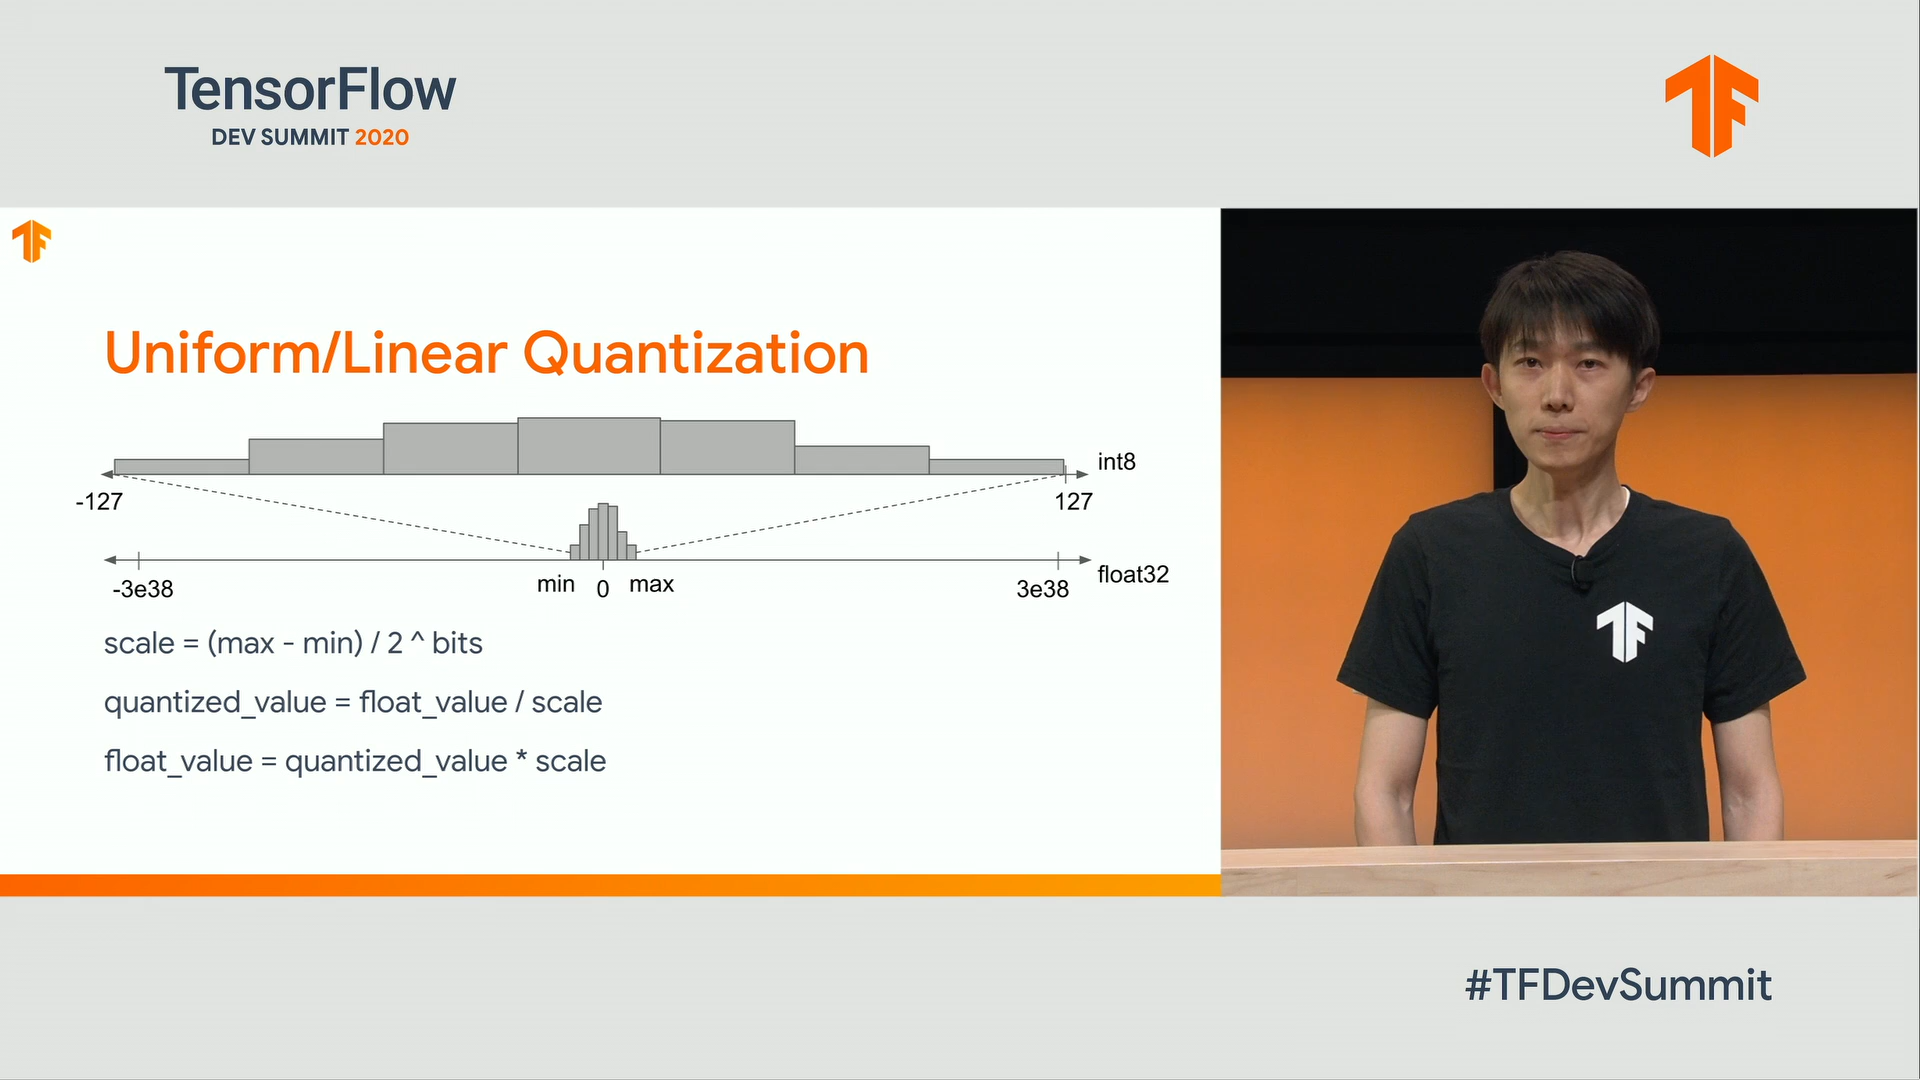 TensorFlow
DEV SUMMIT 2020
Uniform/Linear Quantization
int8
-127
127
float32
-3e38
min
0
max
3e38
scale = (max - min) / 2 ^ bits
quantized_value = float_value / scale
float_value = quantized_value * scale
#TFDevSummit